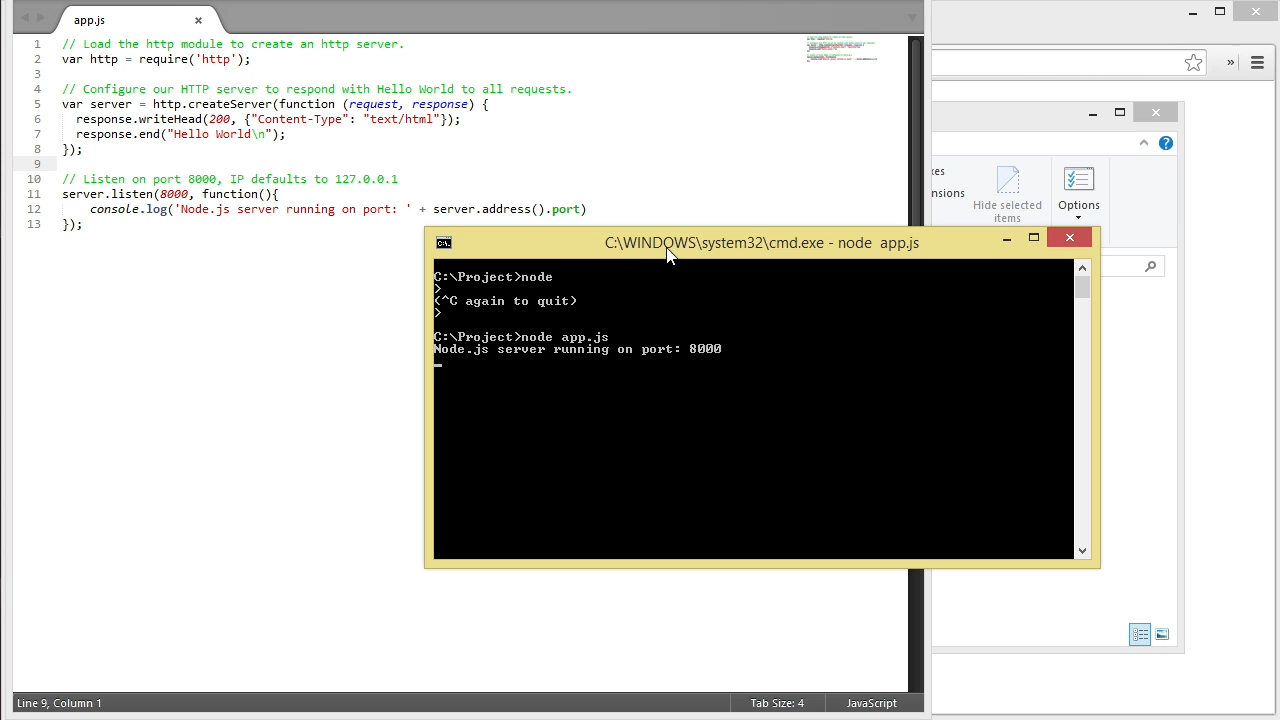 app.js
1 // Load the http module to create an http server.
2 var http = require('http');
3
4 // Configure our HTTP server to respond with Hello World to all requests.
5 var server = http.createServer(function (request, response) {
6 response.writeHead(200, {"Content-Type": "text/html"});
7 response.end("Hello World\n");
8 });
9
10 // Listen on port 8000, IP defaults to 127.0.0.1
11 server.listen(8000, function(){
12 console.log('Node.js server running on port: ' + server.address().port)
13 });
Hide selected
items
Options
C:\WINDOWS\system32\cmd.exe - node app.js
C:\Project>node
>
(^C again to quit)
>
C:\Project>node app.js
Node.js server running on port: 8000
Line 9, Column 1
Tab Size: 4
JavaScript